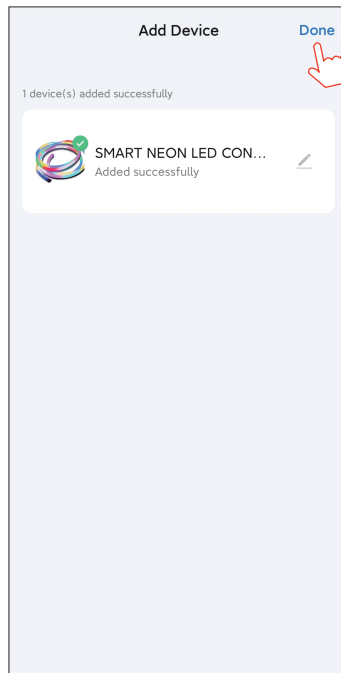 Add Device
Done
1 device(s) added successfully
SMART NEON LED CON...
Added successfully